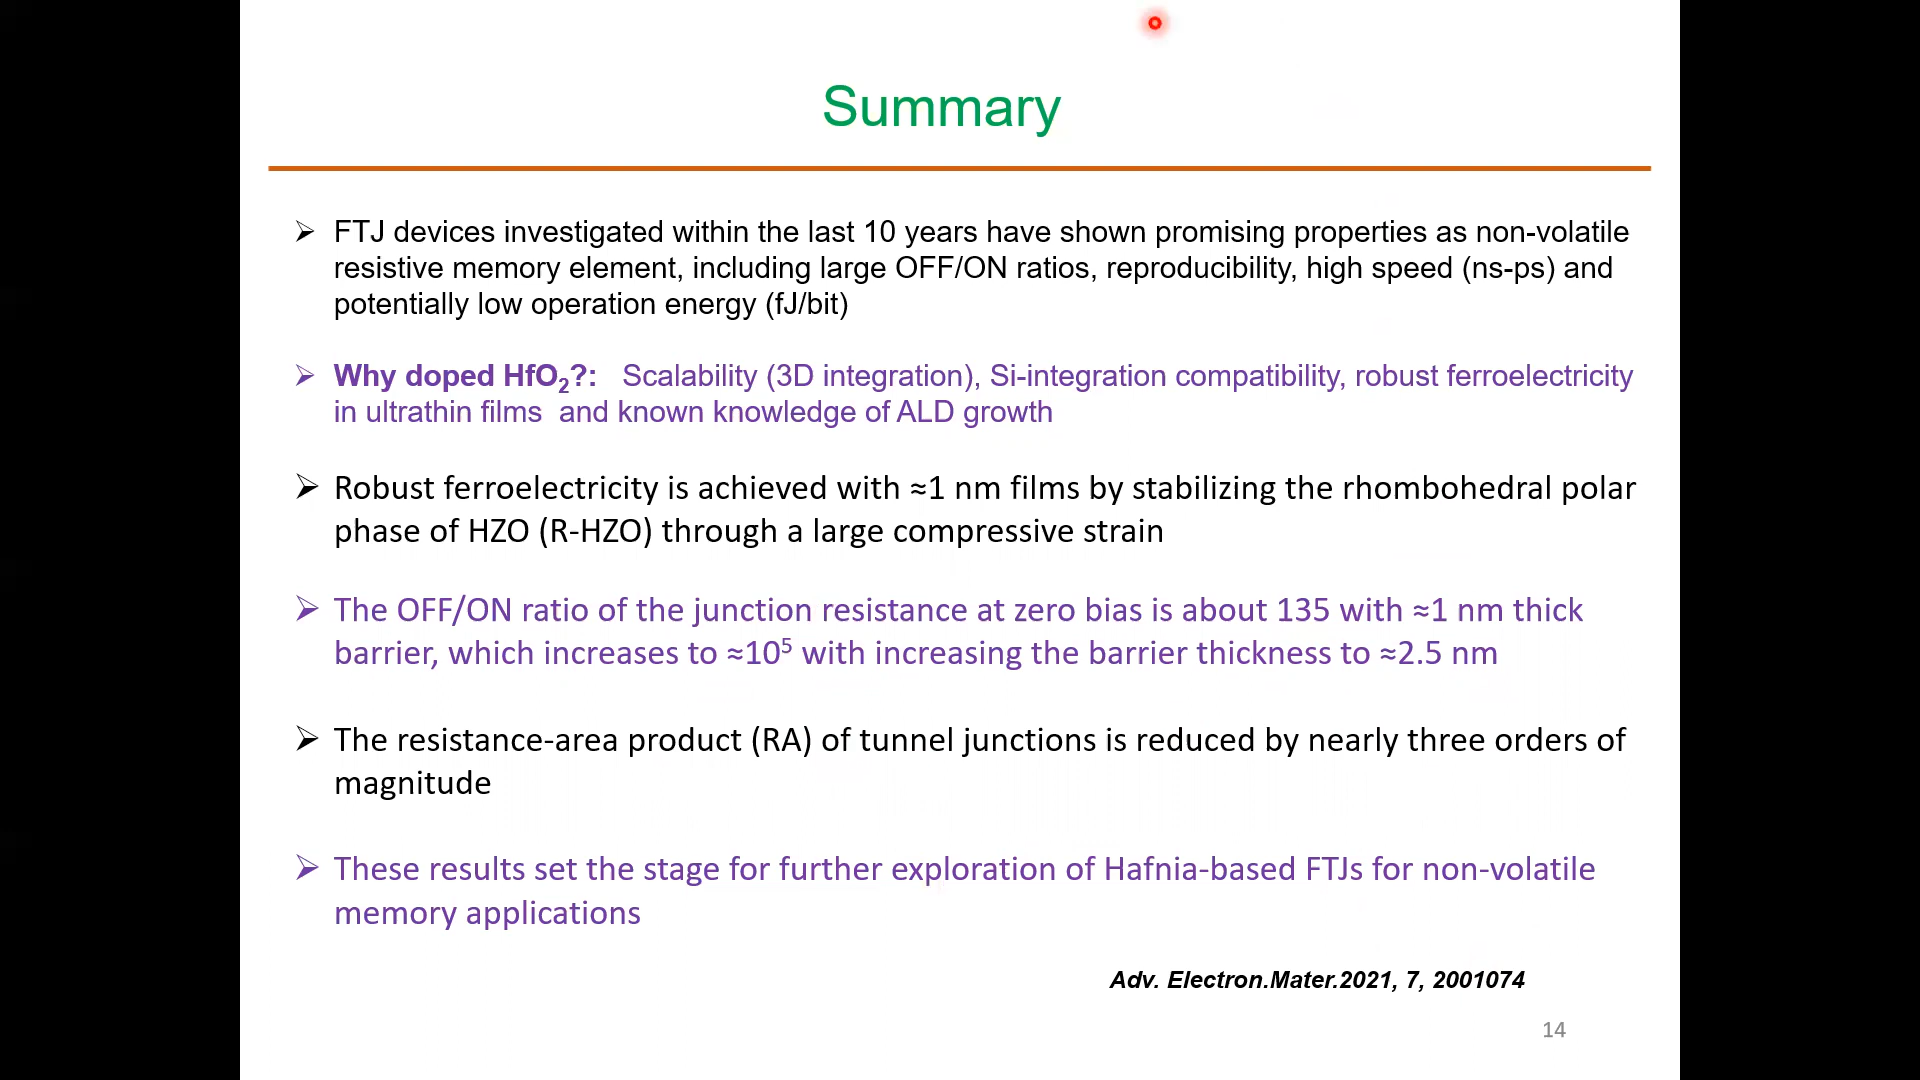 Summary
➢ FTJ devices investigated within the last 10 years have shown promising properties as non-volatile
resistive memory element, including large OFF/ON ratios, reproducibility, high speed (ns-ps) and
potentially low operation energy (fJ/bit)
➢ Why doped HfO₂?: Scalability (3D integration), Si-integration compatibility, robust ferroelectricity
in ultrathin films and known knowledge of ALD growth
➢ Robust ferroelectricity is achieved with ≈1 nm films by stabilizing the rhombohedral polar
phase of HZO (R-HZO) through a large compressive strain
➢ The OFF/ON ratio of the junction resistance at zero bias is about 135 with ≈1 nm thick
barrier, which increases to ≈10⁵ with increasing the barrier thickness to ≈2.5 nm
➢ The resistance-area product (RA) of tunnel junctions is reduced by nearly three orders of
magnitude
➢ These results set the stage for further exploration of Hafnia-based FTJs for non-volatile
memory applications
Adv. Electron.Mater.2021, 7, 2001074
14